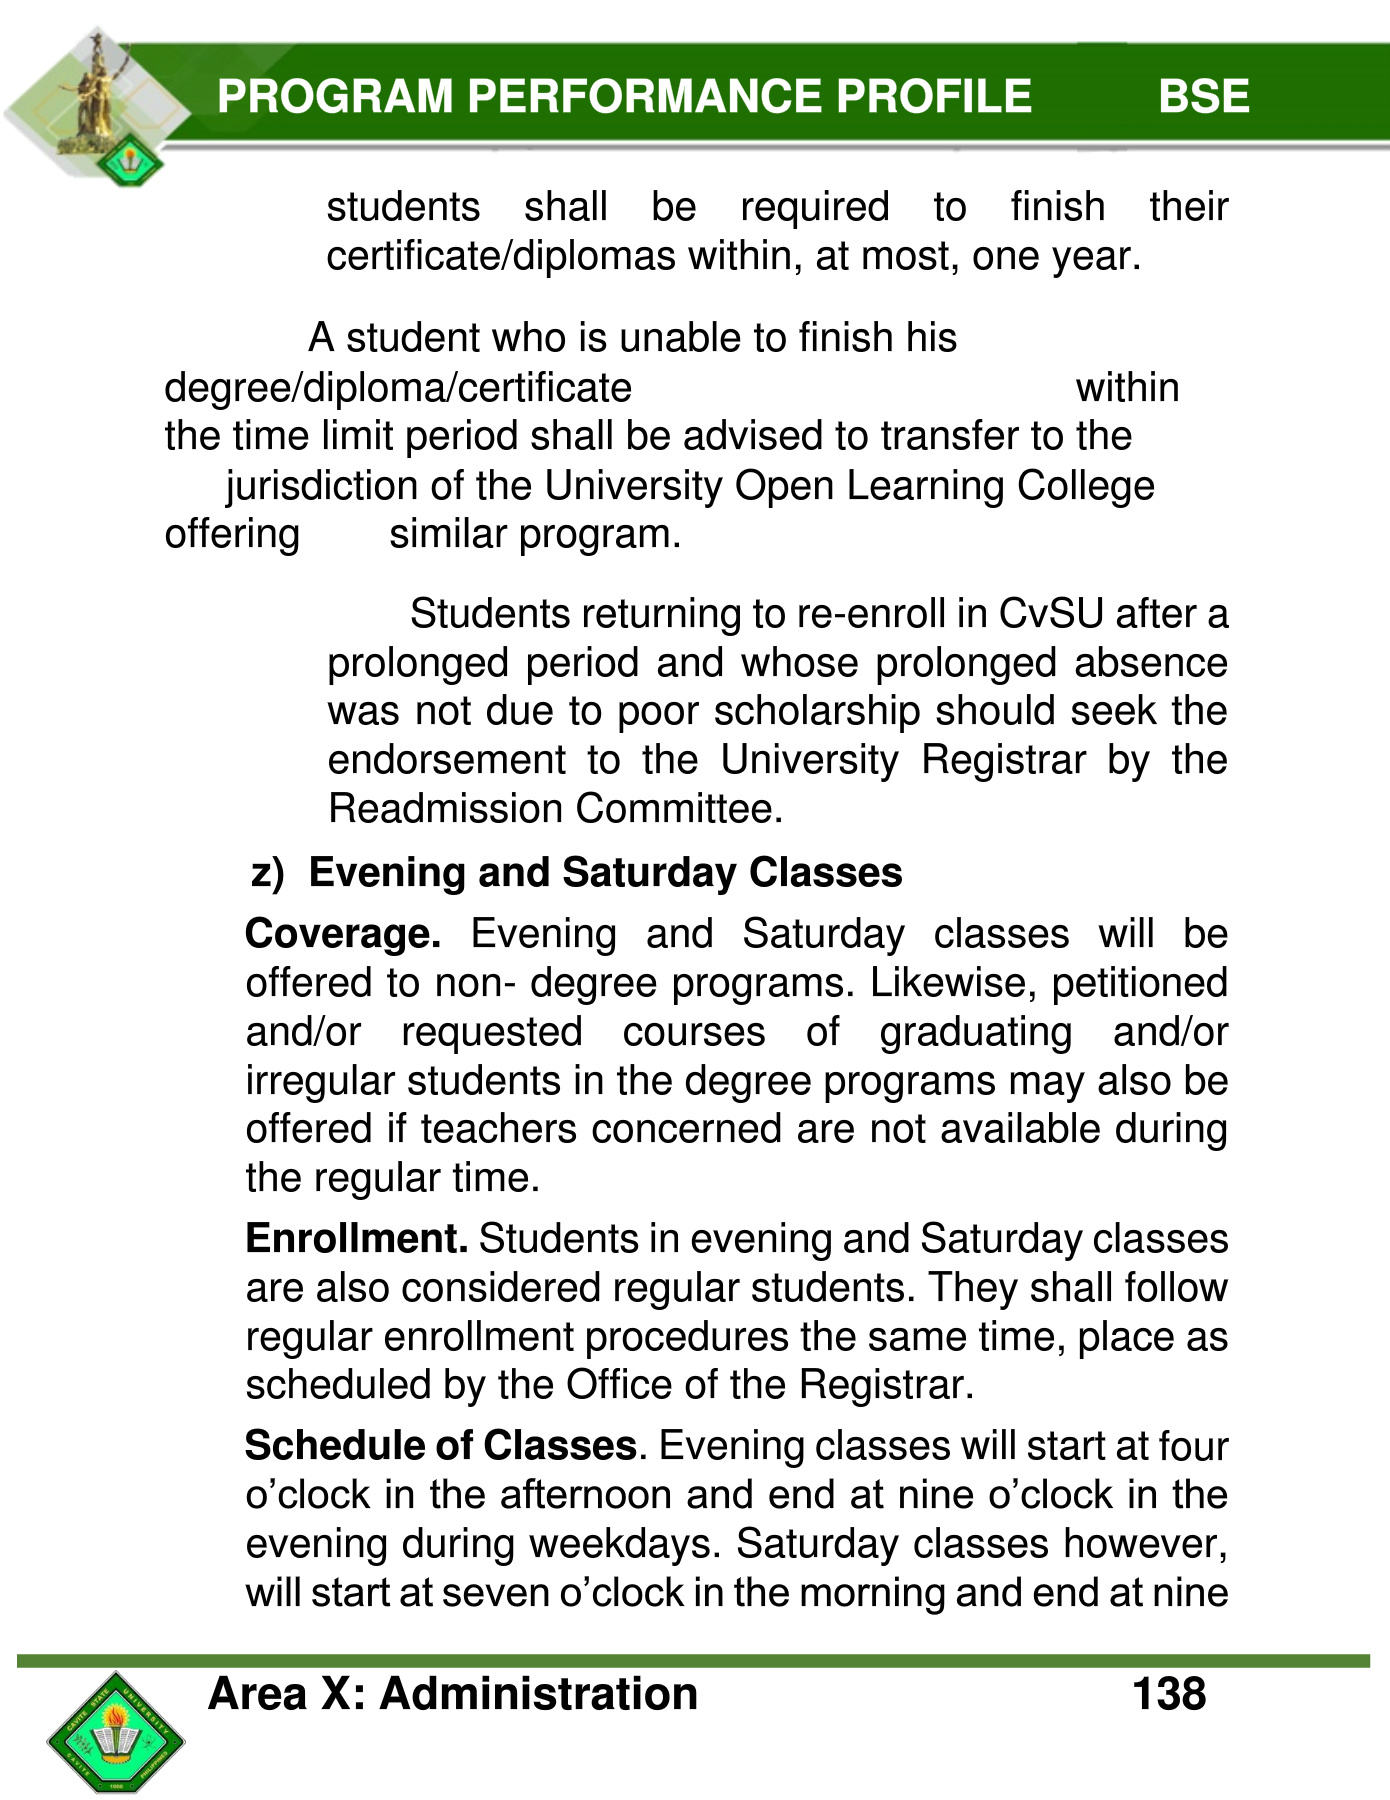 PROGRAM PERFORMANCE PROFILE BSE
students shall be required to finish their
certificate/diplomas within, at most, one year.
A student who is unable to finish his
degree/diploma/certificate within
the time limit period shall be advised to transfer to the
jurisdiction of the University Open Learning College
offering similar program.
Students returning to re-enroll in CvSU after a
prolonged period and whose prolonged absence
was not due to poor scholarship should seek the
endorsement to the University Registrar by the
Readmission Committee.
z) Evening and Saturday Classes
Coverage. Evening and Saturday classes will be
offered to non- degree programs. Likewise, petitioned
and/or requested courses of graduating and/or
irregular students in the degree programs may also be
offered if teachers concerned are not available during
the regular time.
Enrollment. Students in evening and Saturday classes
are also considered regular students. They shall follow
regular enrollment procedures the same time, place as
scheduled by the Office of the Registrar.
Schedule of Classes. Evening classes will start at four
o’clock in the afternoon and end at nine o’clock in the
evening during weekdays. Saturday classes however,
will start at seven o’clock in the morning and end at nine
Area X: Administration 138
CAVITE STATE UNIVERSITY
CAVITE PHILIPPINES
1906